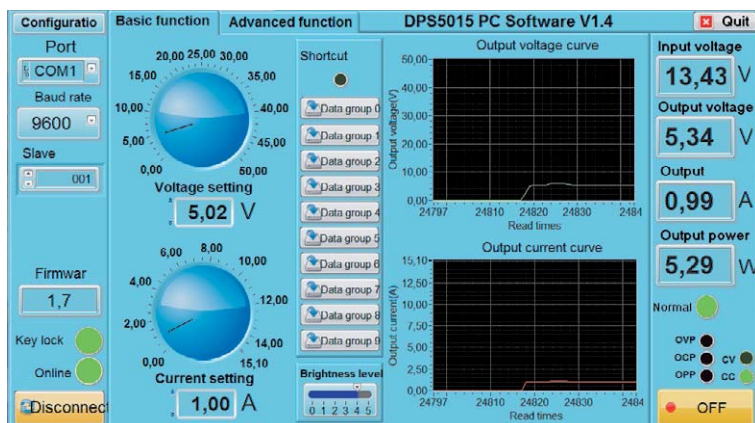 Configuratio
Basic function
Advanced function
DPS5015 PC Software V1.4
Quit
Port
COM1
Baud rate
9600
Slave
001
Firmwar
1,7
Key lock
Online
Disconnect
20,00 25,00 30,00
15,00 35,00
10,00 40,00
5,00 45,00
0,00 50,00
Voltage setting
5,02 V
6,00 8,00
4,00 10,00
2,00 12,00
14,00
0,00 15,10
Current setting
1,00 A
Shortcut
Data group 0
Data group 1
Data group 2
Data group 3
Data group 4
Data group 5
Data group 6
Data group 7
Data group 8
Data group 9
Brightness level
0 1 2 3 4 5
Output voltage curve
Output voltage(V)
50,00
40,00
30,00
20,00
10,00
0,00
24797 24810 24820 24830 2484
Read times
Output current curve
Output current(A)
15,10
12,50
10,00
7,50
5,00
2,50
0,00
24797 24810 24820 24830 2484
Read times
Input voltage
13,43 V
Output voltage
5,34 V
Output
0,99 A
Output power
5,29 W
Normal
OVP
OCP CV
OPP CC
OFF